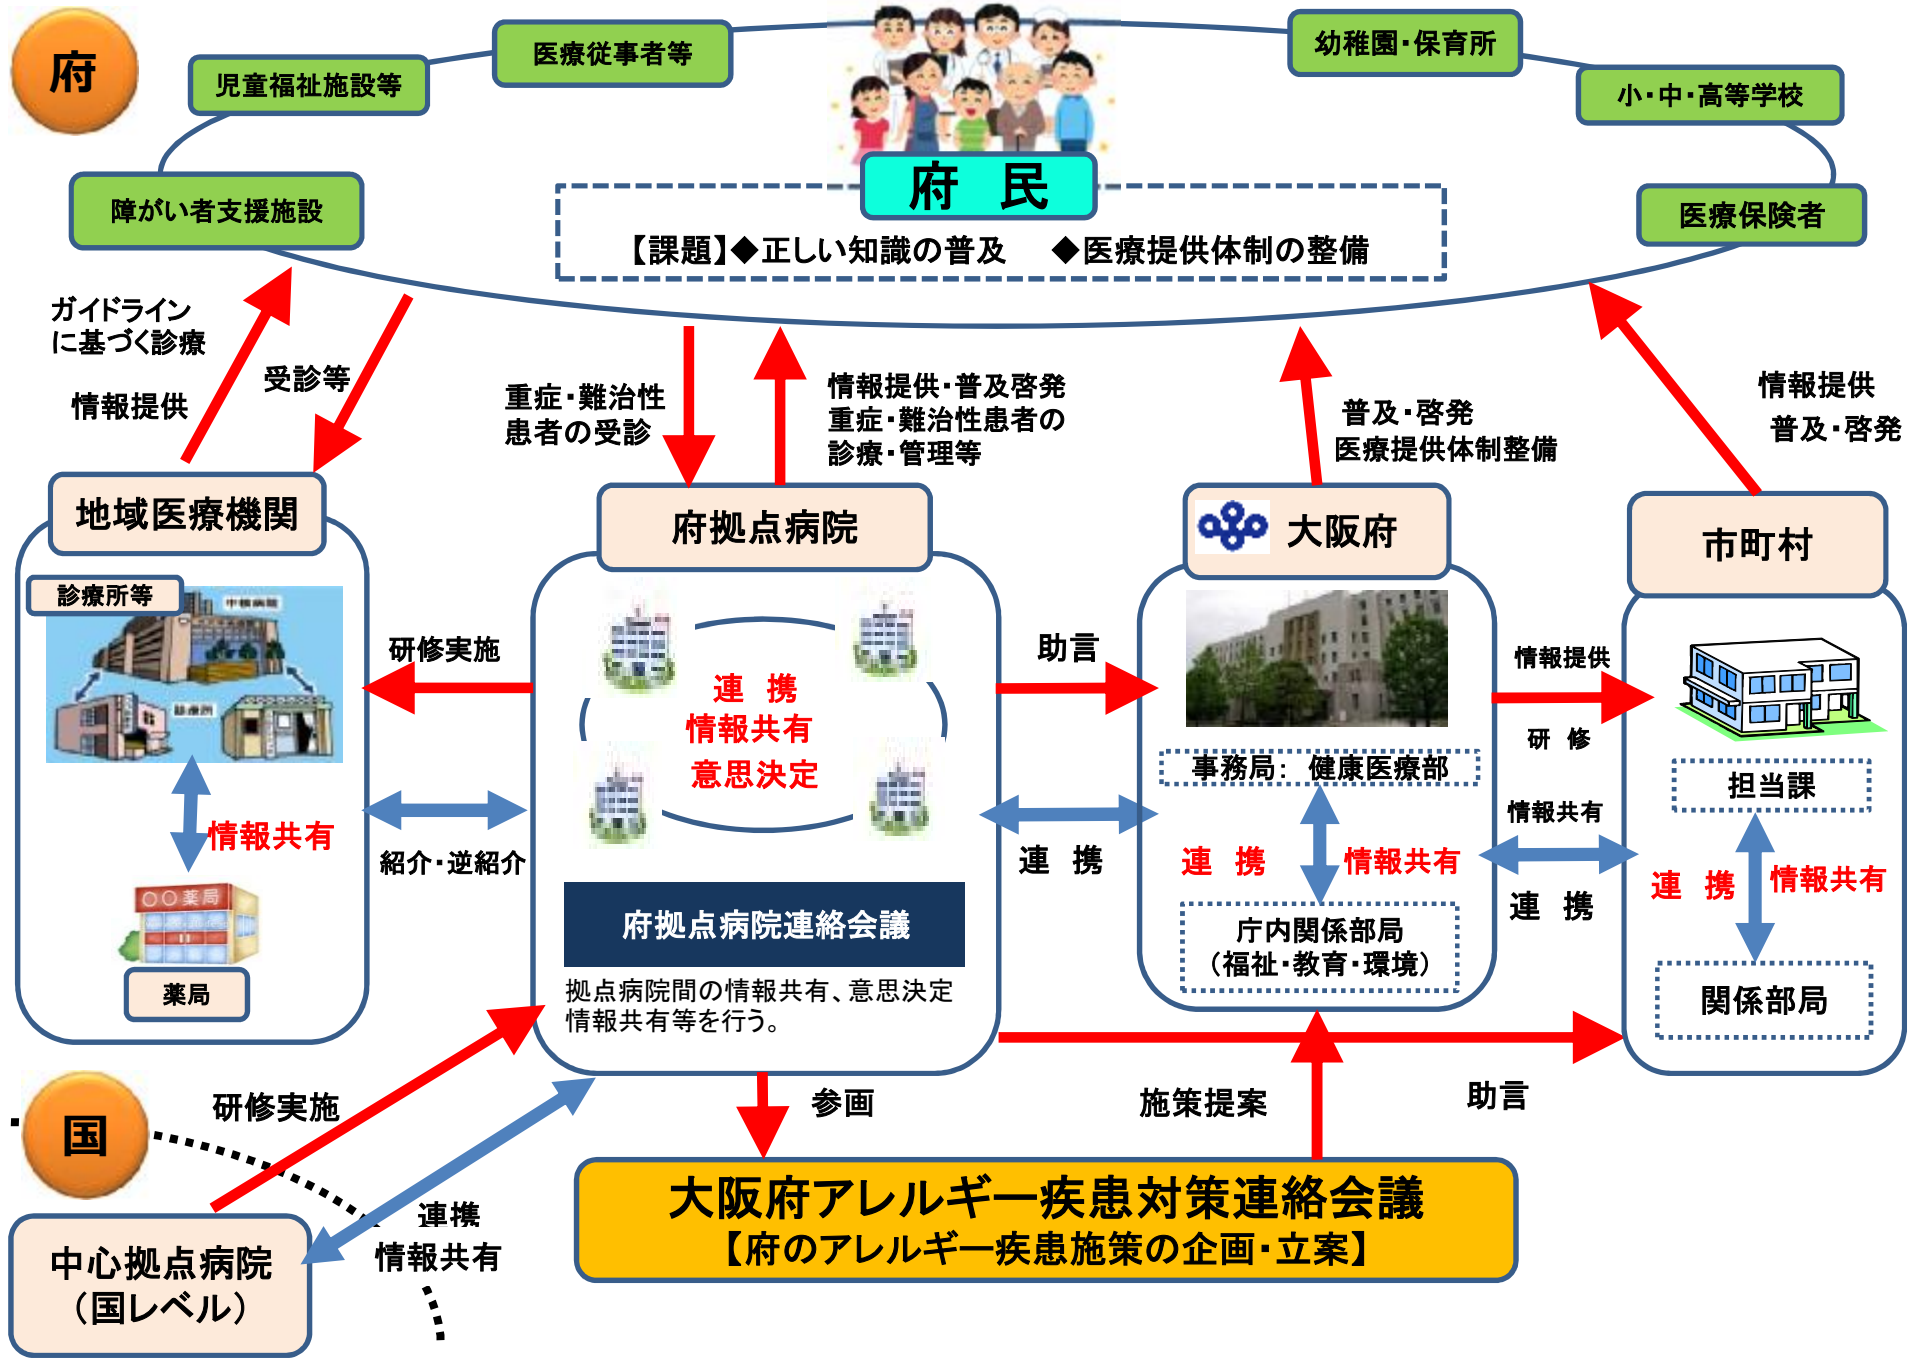 府
児童福祉施設等
医療従事者等
幼稚園・保育所
小・中・高等学校
障がい者支援施設
府　民
医療保険者
【課題】◆正しい知識の普及　◆医療提供体制の整備
ガイドライン
に基づく診療
情報提供
受診等
重症・難治性
患者の受診
情報提供・普及啓発
重症・難治性患者の
診療・管理等
普及・啓発
医療提供体制整備
情報提供
普及・啓発
地域医療機関
診療所等
中核病院
診療所
情報共有
〇〇薬局
薬局
研修実施
紹介・逆紹介
府拠点病院
連　携
情報共有
意思決定
府拠点病院連絡会議
拠点病院間の情報共有、意思決定
情報共有等を行う。
助言
連　携
大阪府
事務局：　健康医療部
連　携
情報共有
庁内関係部局
（福祉・教育・環境）
情報提供
研　修
情報共有
連　携
市町村
担当課
連　携
情報共有
関係部局
国
研修実施
連携
情報共有
中心拠点病院
（国レベル）
参画
施策提案
助言
大阪府アレルギー疾患対策連絡会議
【府のアレルギー疾患施策の企画・立案】